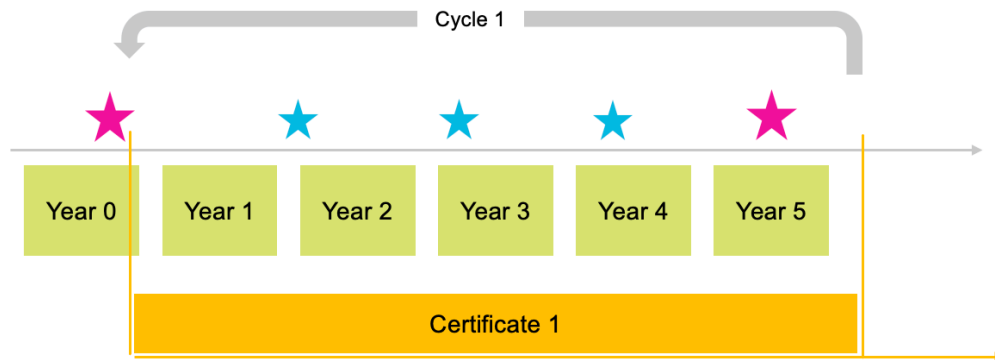 Cycle 1
Year 0
Year 1
Year 2
Year 3
Year 4
Year 5
Certificate 1